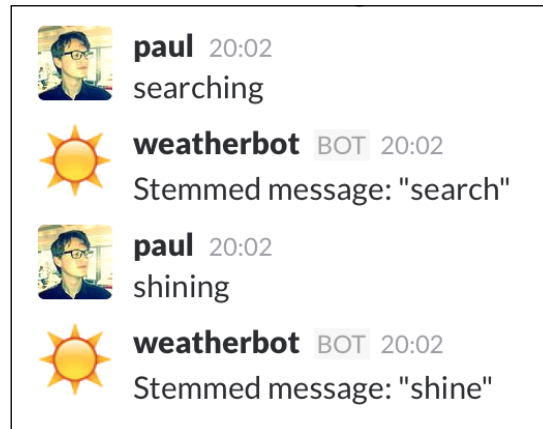 paul 20:02
searching
weatherbot BOT 20:02
Stemmed message: "search"
paul 20:02
shining
weatherbot BOT 20:02
Stemmed message: "shine"